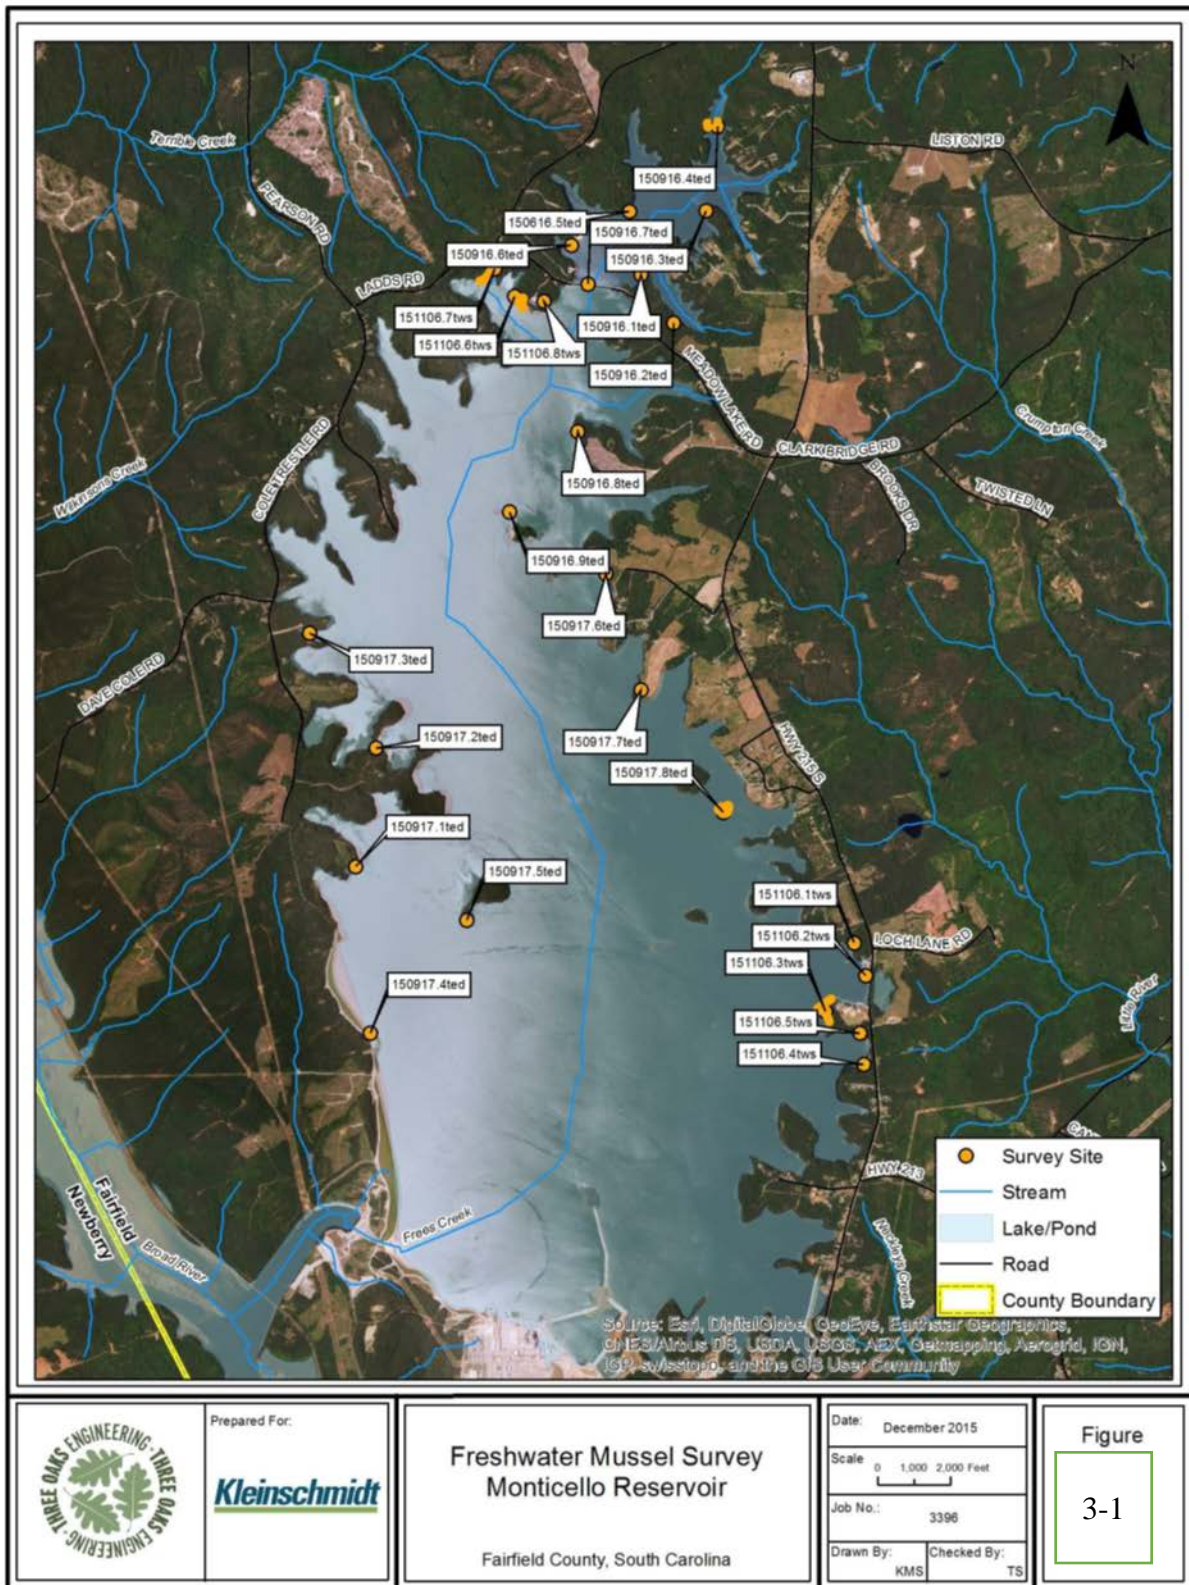 N
Terrible Creek
LISTON RD
150916.4ted
PEARSON RD
150616.5ted
150916.7ted
150916.6ted
150916.3ted
LADDS RD
151106.7tws
150916.1ted
151106.6tws
151106.8tws
150916.2ted
MEADOW LAKE RD
Crumpton Creek
COLE TRESTLE RD
CLARK BRIDGE RD
Wilkinsons Creek
150916.8ted
BROOKS DR
TWISTED LN
150916.9ted
150917.6ted
150917.3ted
DAVE COLE RD
150917.2ted
150917.7ted
HWY 215 S
150917.8ted
150917.1ted
150917.5ted
151106.1tws
151106.2tws
LOCH LANE RD
151106.3tws
150917.4ted
Little River
151106.5tws
151106.4tws
HWY 213
Fairfield
Newberry
Broad River
Frees Creek
Survey Site
Stream
Lake/Pond
Road
County Boundary
Source: Esri, DigitalGlobe, GeoEye, Earthstar Geographics,
CNES/Airbus DS, USDA, USGS, AEX, Getmapping, Aerogrid, IGN,
IGP, swisstopo, and the GIS User Community
THREE OAKS ENGINEERING · THREE OAKS ENGINEERING ·
Prepared For:
Kleinschmidt
Freshwater Mussel Survey
Monticello Reservoir
Fairfield County, South Carolina
Date:
December 2015
Scale
0 1,000 2,000 Feet
Job No.:
3396
Drawn By:
KMS
Checked By:
TS
Figure
3-1